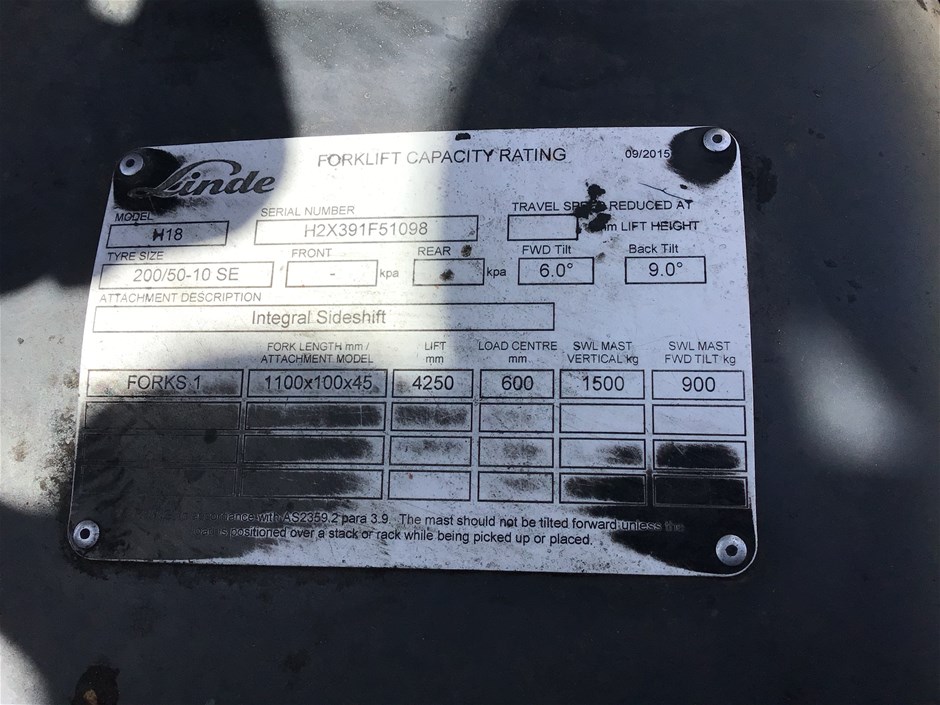 Linde
FORKLIFT CAPACITY RATING
09/2015
MODEL
H18
SERIAL NUMBER
H2X391F51098
TRAVEL SPEED REDUCED AT
mm LIFT HEIGHT
TYRE SIZE
200/50-10 SE
FRONT
- kpa
REAR
kpa
FWD Tilt
6.0°
Back Tilt
9.0°
ATTACHMENT DESCRIPTION
Integral Sideshift
FORK LENGTH mm / ATTACHMENT MODEL
LIFT mm
LOAD CENTRE mm
SWL MAST VERTICAL kg
SWL MAST FWD TILT kg
FORKS 1 1100x100x45 4250 600 1500 900
with AS2359.2 para 3.9. The mast should not be tilted forward unless the
is positioned over a stack or rack while being picked up or placed.